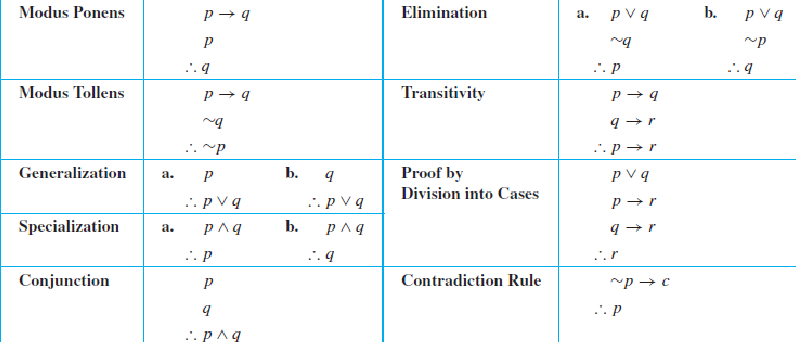 Modus Ponens
p → q
p
∴ q
Elimination
a. p ∨ q
∼q
∴ p
b. p ∨ q
∼p
∴ q
Modus Tollens
p → q
∼q
∴ ∼p
Transitivity
p → q
q → r
∴ p → r
Generalization
a. p
∴ p ∨ q
b. q
∴ p ∨ q
Proof by
Division into Cases
p ∨ q
p → r
q → r
∴ r
Specialization
a. p ∧ q
∴ p
b. p ∧ q
∴ q
Conjunction
p
q
∴ p ∧ q
Contradiction Rule
∼p → c
∴ p